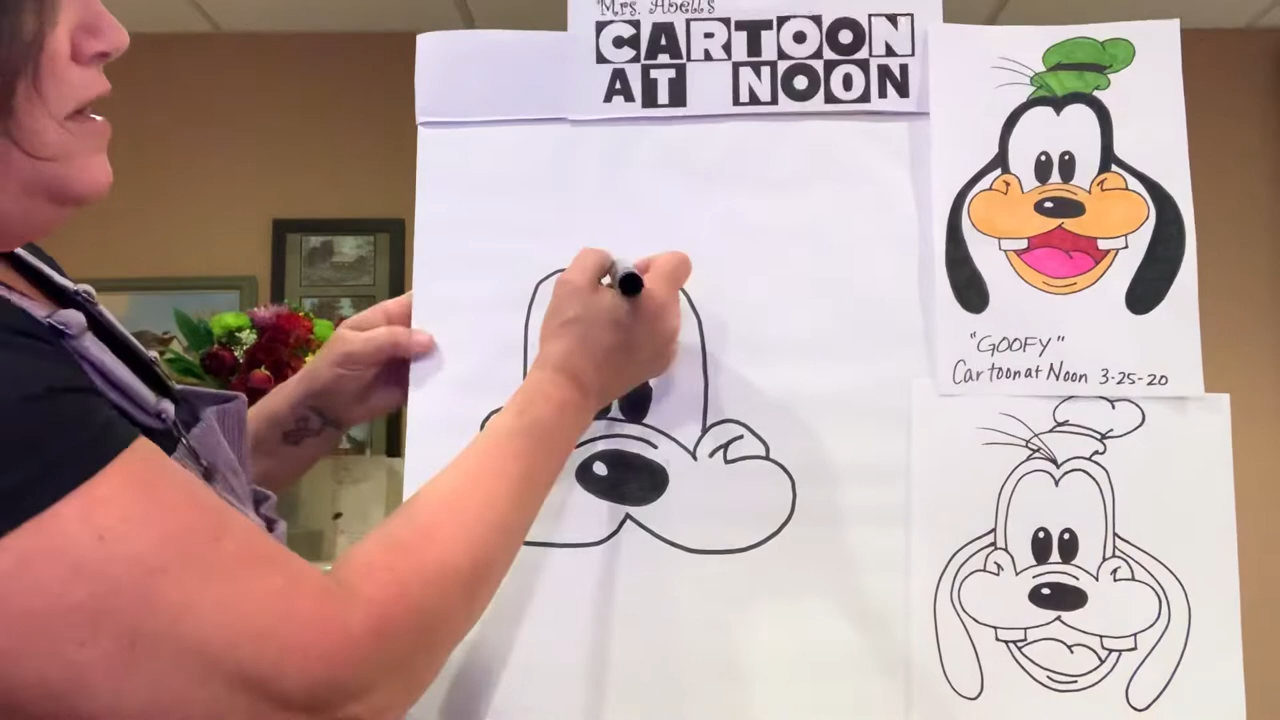 Mrs. Abell's
CARTOON
AT NOON
"GOOFY"
Cartoon at Noon 3-25-20